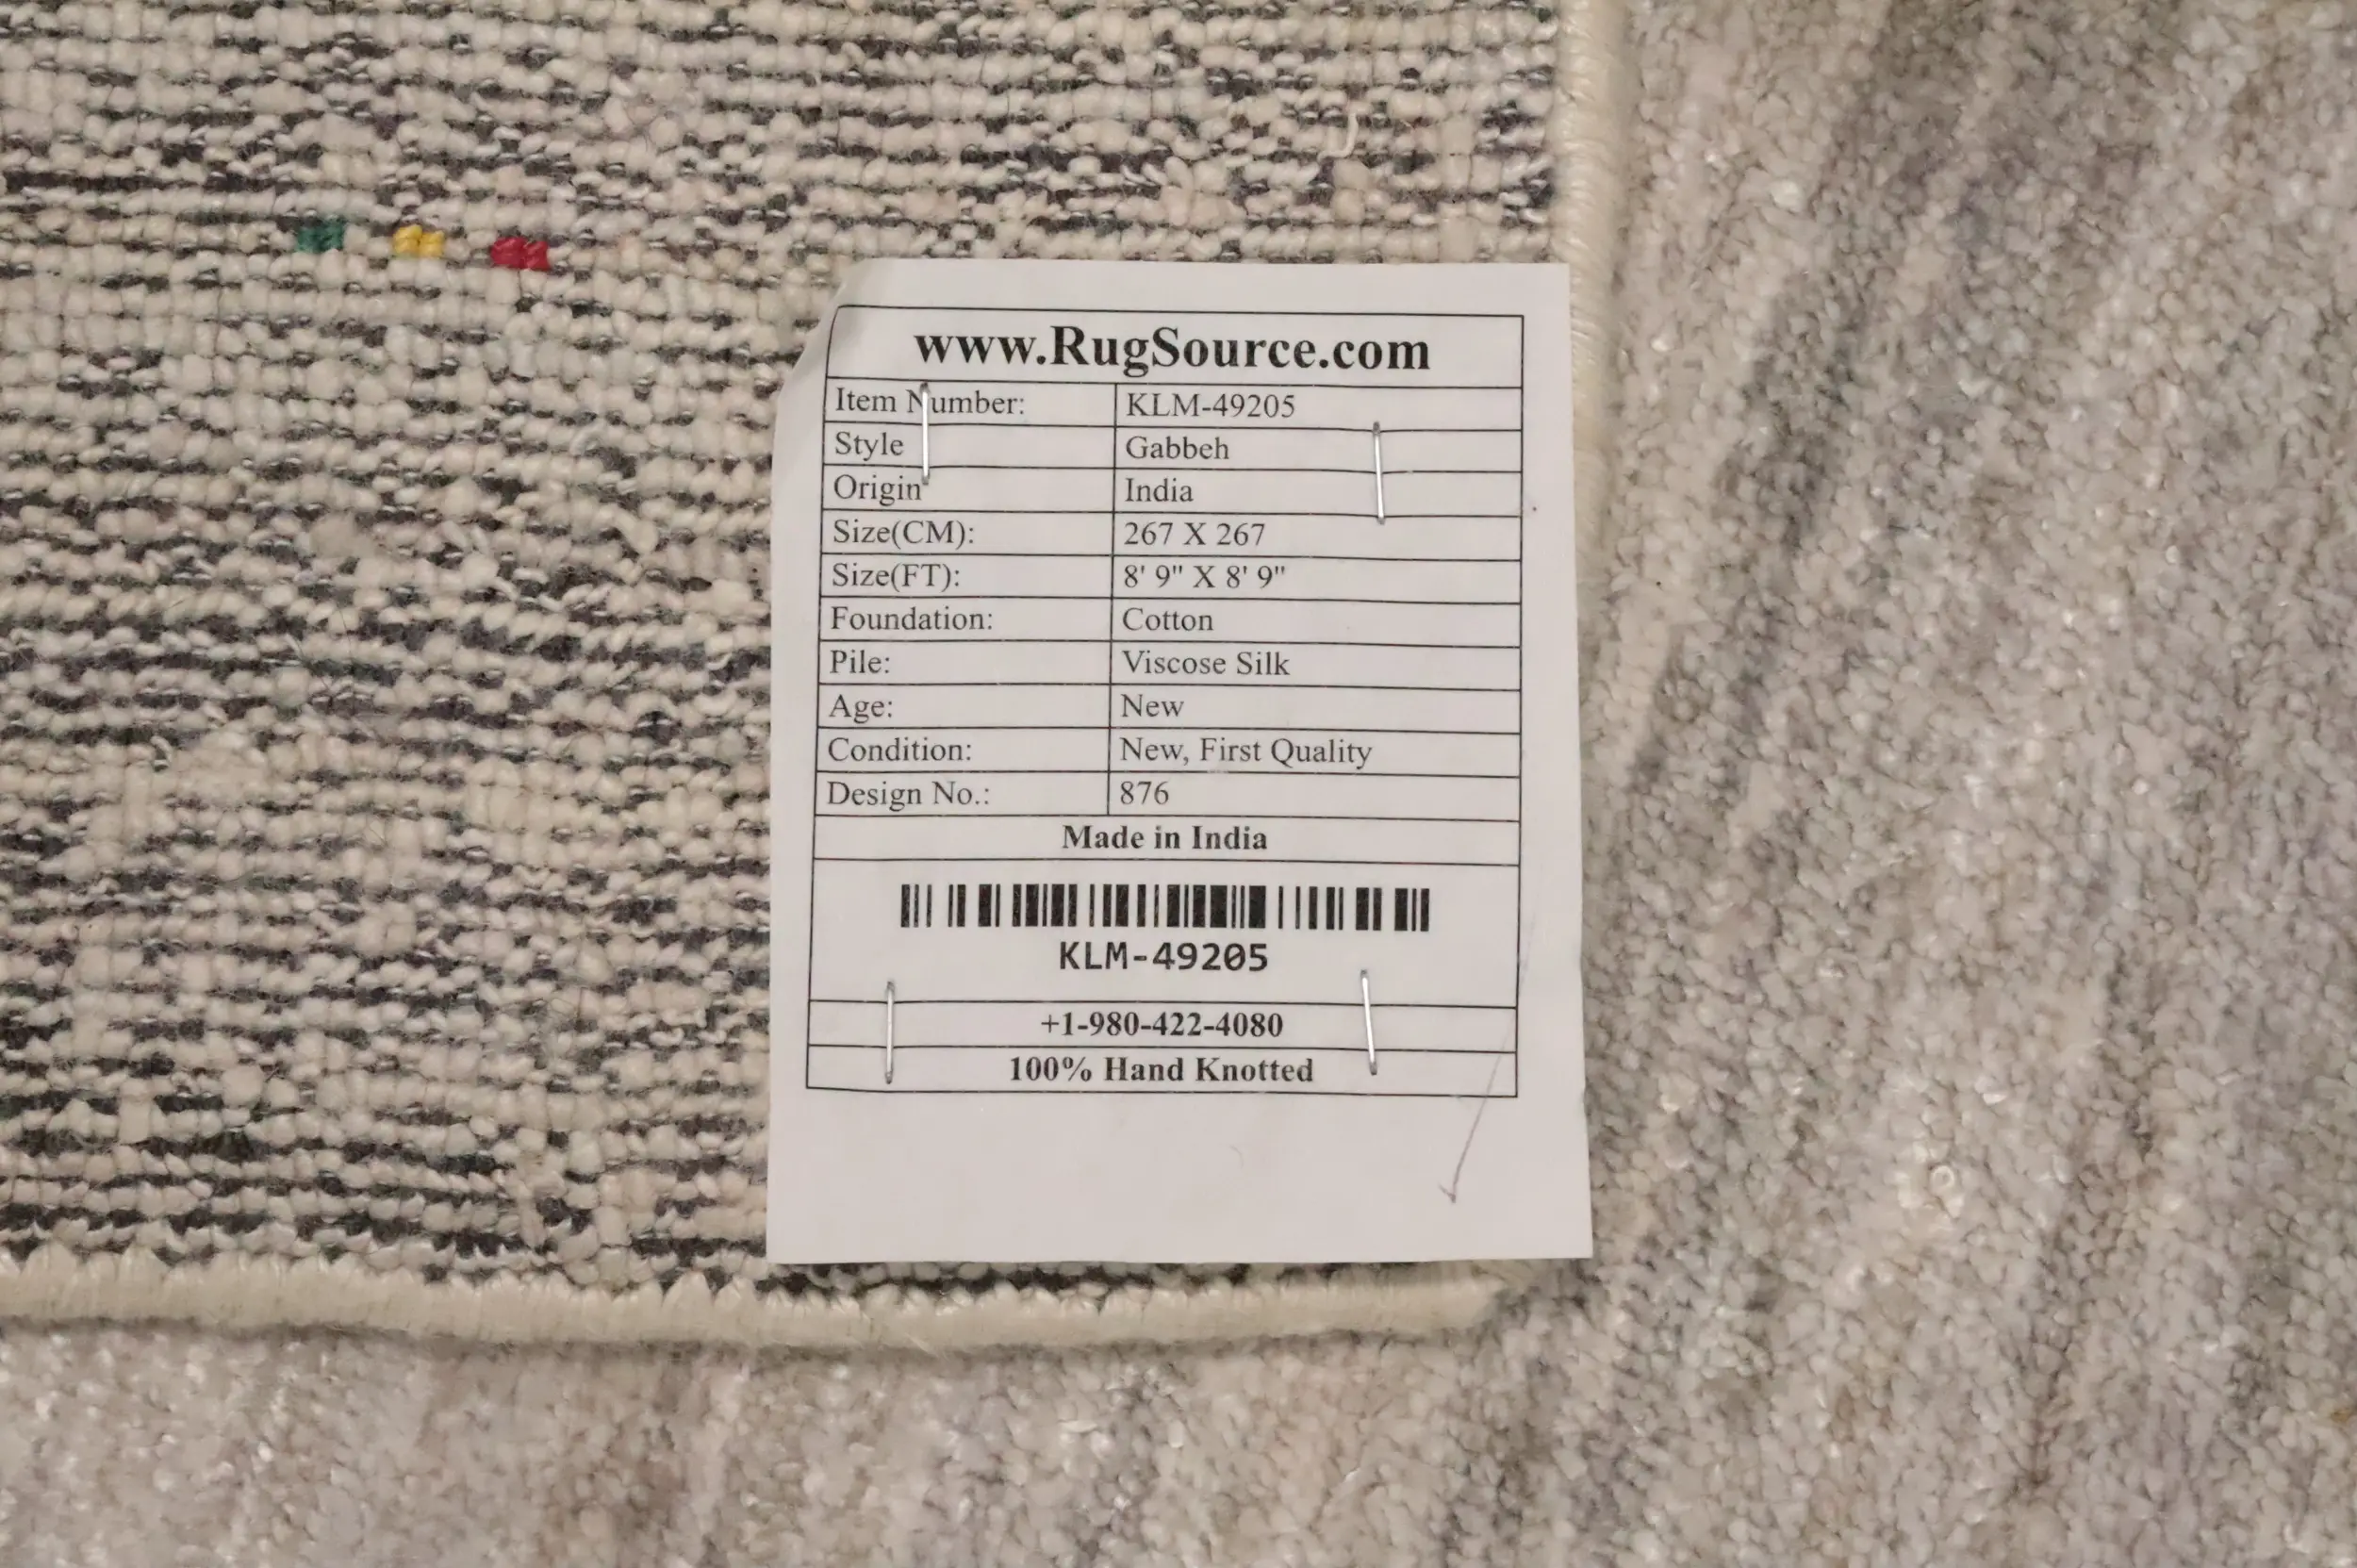 www.RugSource.com
Item Number: KLM-49205
Style Gabbeh
Origin India
Size(CM): 267 X 267
Size(FT): 8' 9" X 8' 9"
Foundation: Cotton
Pile: Viscose Silk
Age: New
Condition: New, First Quality
Design No.: 876
Made in India
KLM-49205
+1-980-422-4080
100% Hand Knotted